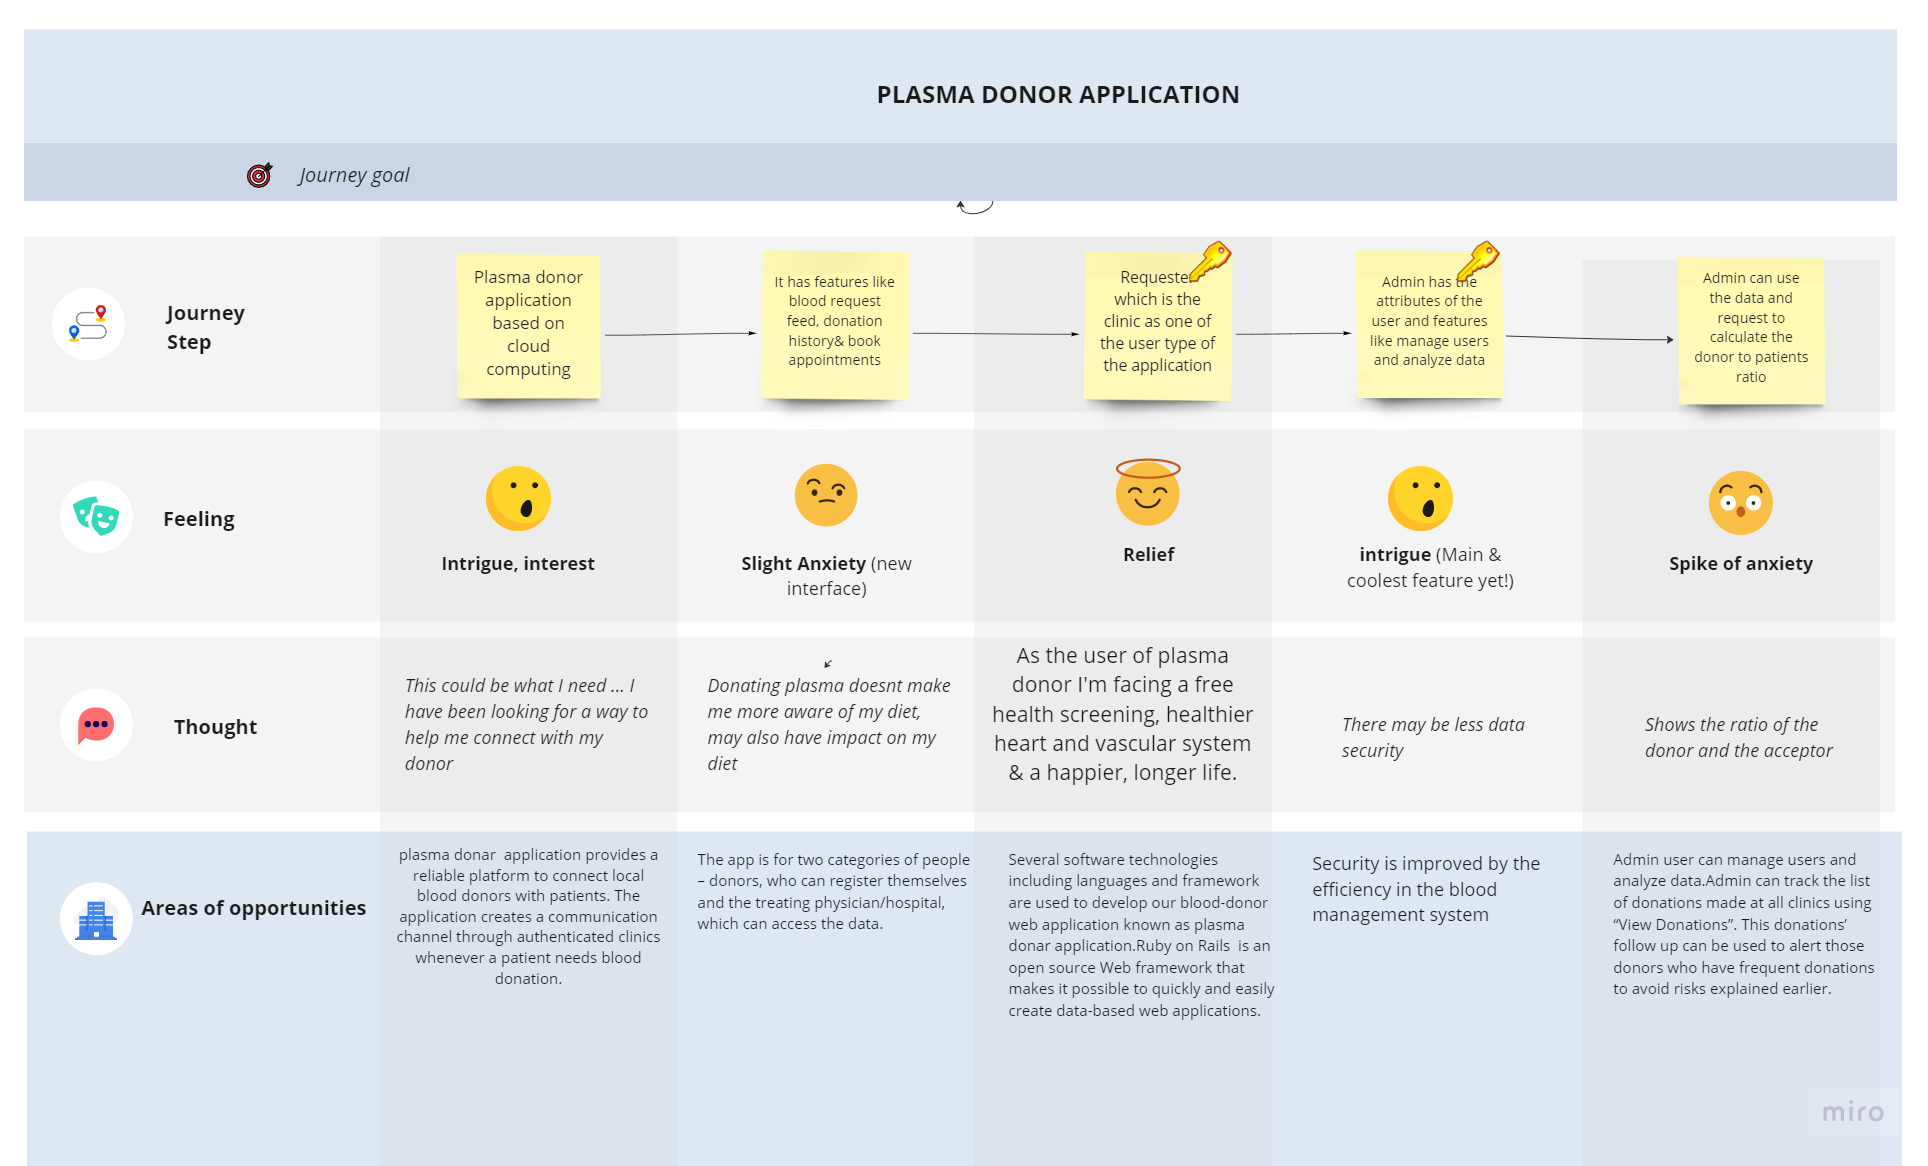 PLASMA DONOR APPLICATION
Journey goal
Journey
Step
Plasma donor
application
based on
cloud
computing
It has features like
blood request
feed, donation
history& book
appointments
Requester
which is the
clinic as one of
the user type of
the application
Admin has the
attributes of the
user and features
like manage users
and analyze data
Admin can use
the data and
request to
calculate the
donor to patients
ratio
Feeling
Intrigue, interest
Slight Anxiety (new
interface)
Relief
intrigue (Main &
coolest feature yet!)
Spike of anxiety
Thought
This could be what I need ... I
have been looking for a way to
help me connect with my
donor
Donating plasma doesnt make
me more aware of my diet,
may also have impact on my
diet
As the user of plasma
donor I'm facing a free
health screening, healthier
heart and vascular system
& a happier, longer life.
There may be less data
security
Shows the ratio of the
donor and the acceptor
Areas of opportunities
plasma donar application provides a
reliable platform to connect local
blood donors with patients. The
application creates a communication
channel through authenticated clinics
whenever a patient needs blood
donation.
The app is for two categories of people
– donors, who can register themselves
and the treating physician/hospital,
which can access the data.
Several software technologies
including languages and framework
are used to develop our blood-donor
web application known as plasma
donar application.Ruby on Rails is an
open source Web framework that
makes it possible to quickly and easily
create data-based web applications.
Security is improved by the
efficiency in the blood
management system
Admin user can manage users and
analyze data.Admin can track the list
of donations made at all clinics using
“View Donations”. This donations’
follow up can be used to alert those
donors who have frequent donations
to avoid risks explained earlier.
miro